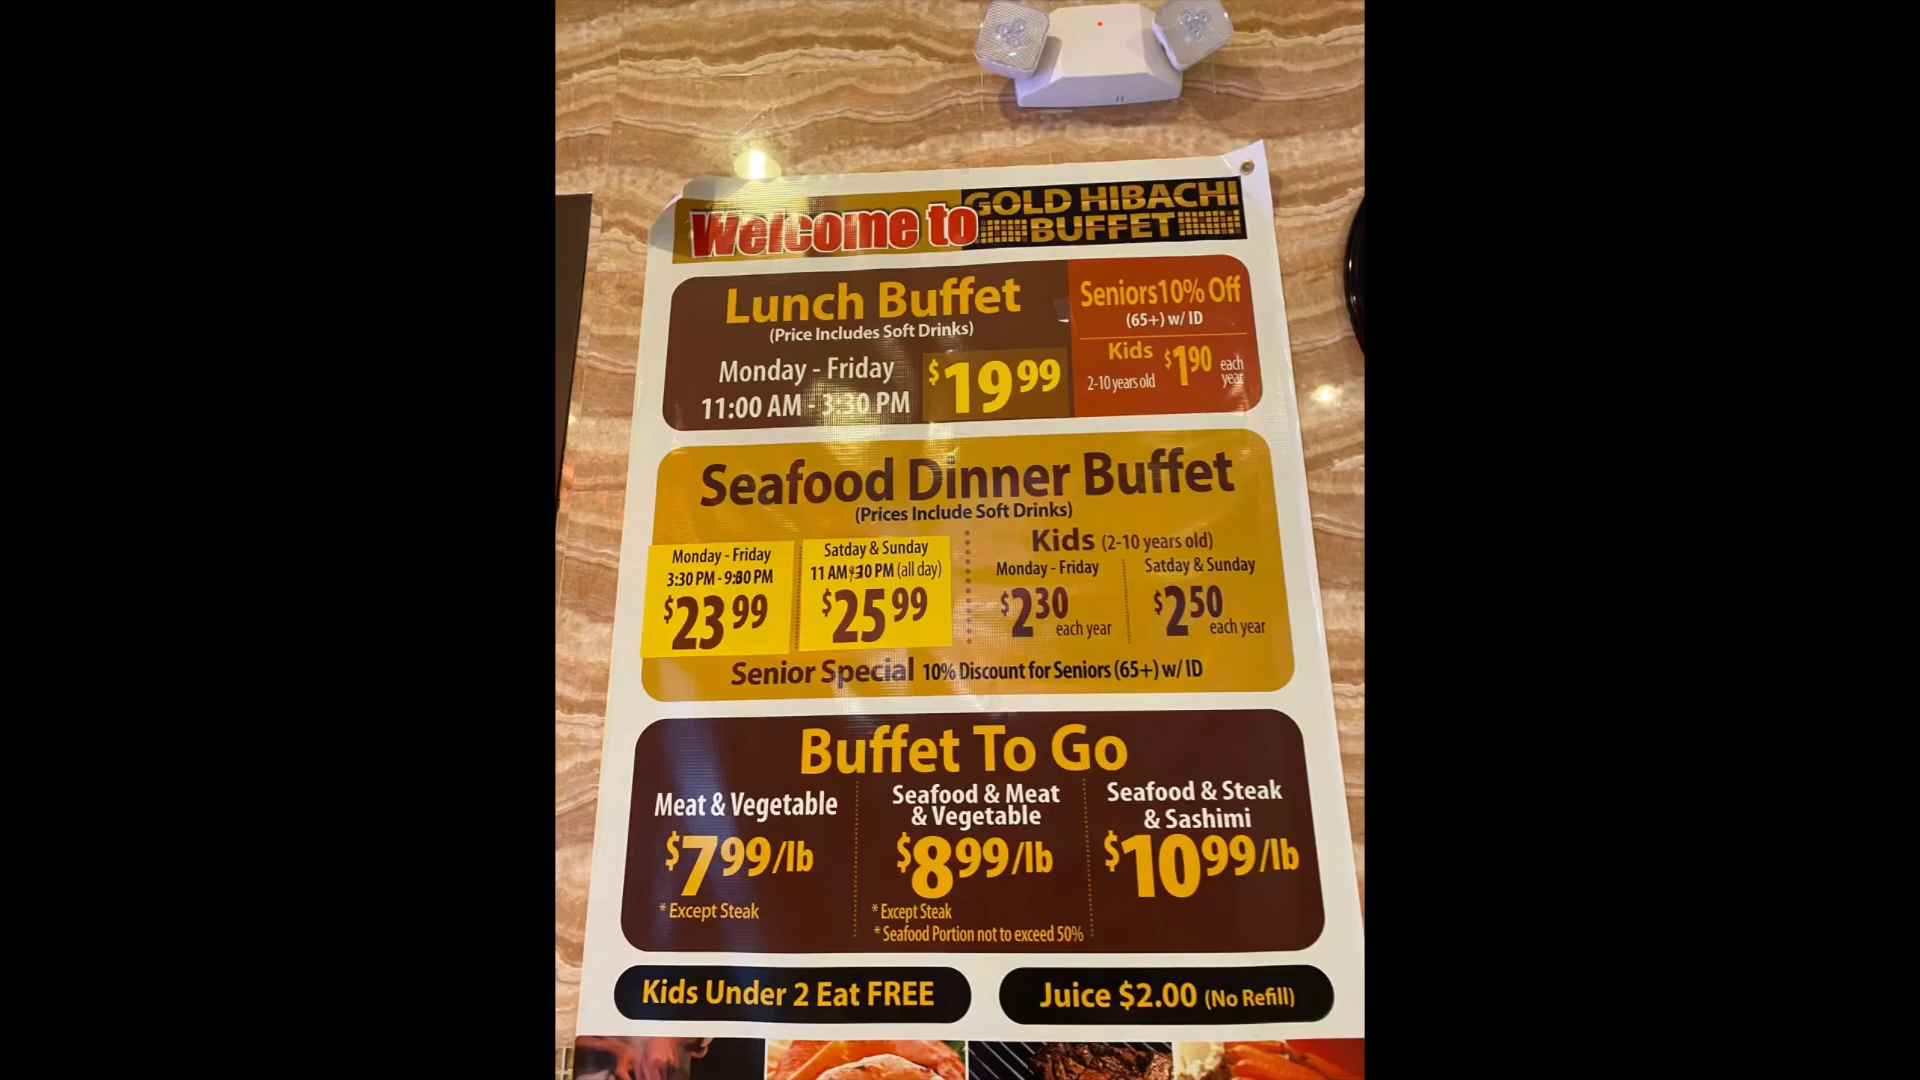 Welcome to GOLD HIBACHI
BUFFET
Lunch Buffet
(Price Includes Soft Drinks)
Monday - Friday
11:00 AM - 3:30 PM
$19.99
Seniors 10% Off
(65+) w/ ID
Kids
2-10 years old
$1.90 each year
Seafood Dinner Buffet
(Prices Include Soft Drinks)
Monday - Friday
3:30 PM - 9:30 PM
$23.99
Satday & Sunday
11 AM 30 PM (all day)
$25.99
Kids (2-10 years old)
Monday - Friday
$2.30 each year
Satday & Sunday
$2.50 each year
Senior Special 10% Discount for Seniors (65+) w/ ID
Buffet To Go
Meat & Vegetable
$7.99/lb
* Except Steak
Seafood & Meat
& Vegetable
$8.99/lb
* Except Steak
* Seafood Portion not to exceed 50%
Seafood & Steak
& Sashimi
$10.99/lb
Kids Under 2 Eat FREE
Juice $2.00 (No Refill)